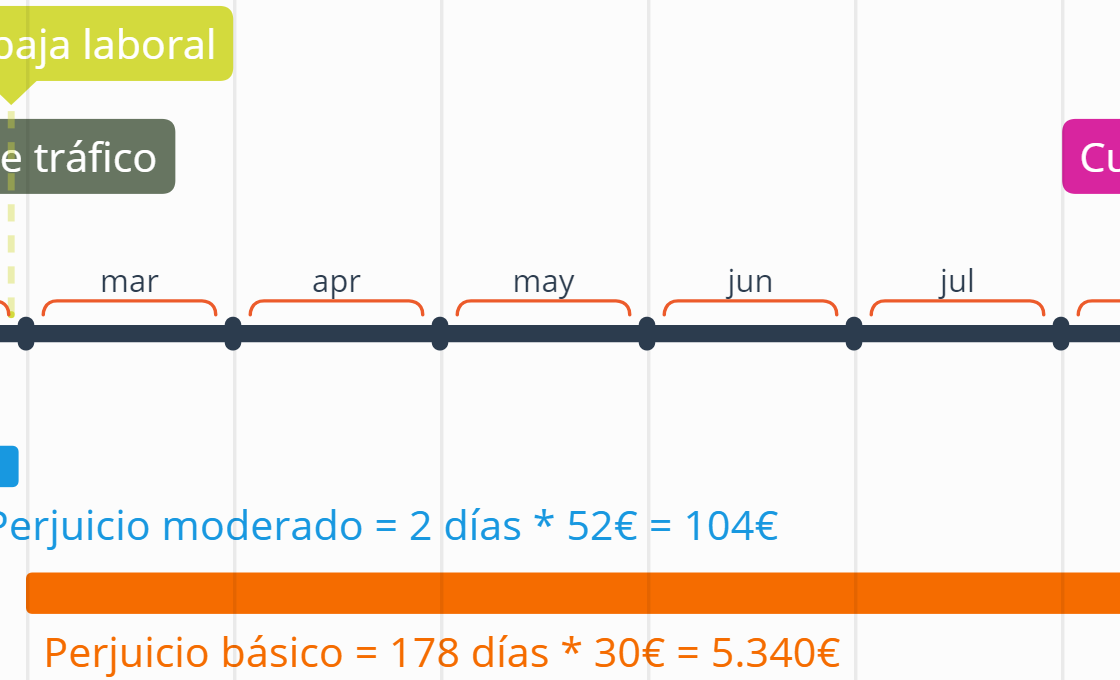 baja laboral
e tráfico
Cu
mar apr may jun jul
Perjuicio moderado = 2 días * 52€ = 104€
Perjuicio básico = 178 días * 30€ = 5.340€